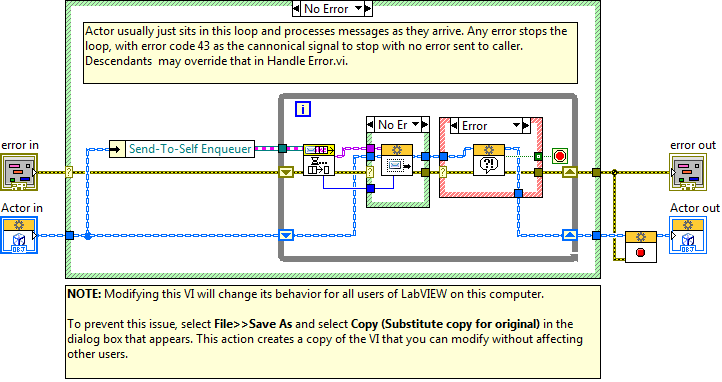 No Error
Actor usually just sits in this loop and processes messages as they arrive. Any error stops the
loop, with error code 43 as the cannonical signal to stop with no error sent to caller.
Descendants may override that in Handle Error.vi.
i
No Er
Error
error in
Send-To-Self Enqueuer
error out
?!
Actor in
OBJ
Actor out
OBJ
NOTE: Modifying this VI will change its behavior for all users of LabVIEW on this computer.
To prevent this issue, select File>>Save As and select Copy (Substitute copy for original) in the
dialog box that appears. This action creates a copy of the VI that you can modify without affecting
other users.